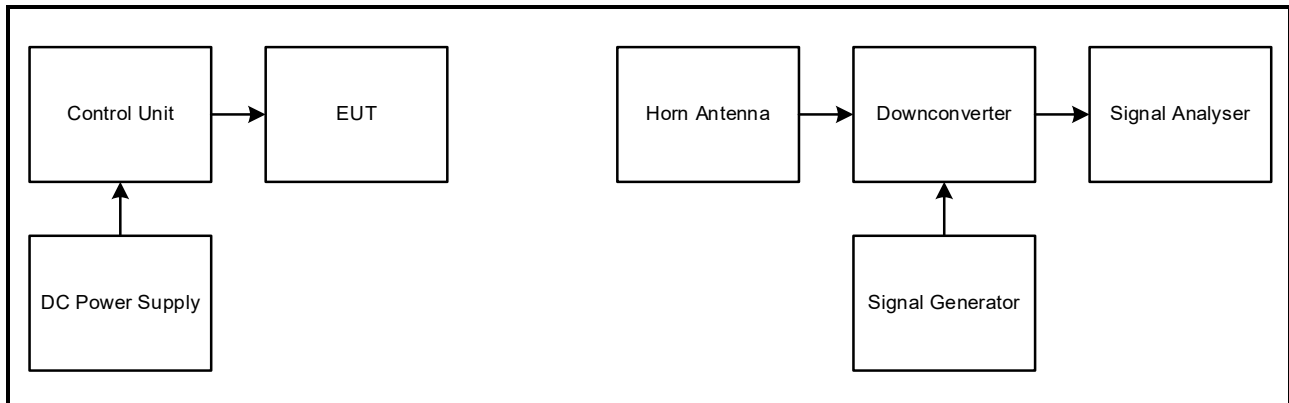 Control Unit
EUT
Horn Antenna
Downconverter
Signal Analyser
DC Power Supply
Signal Generator